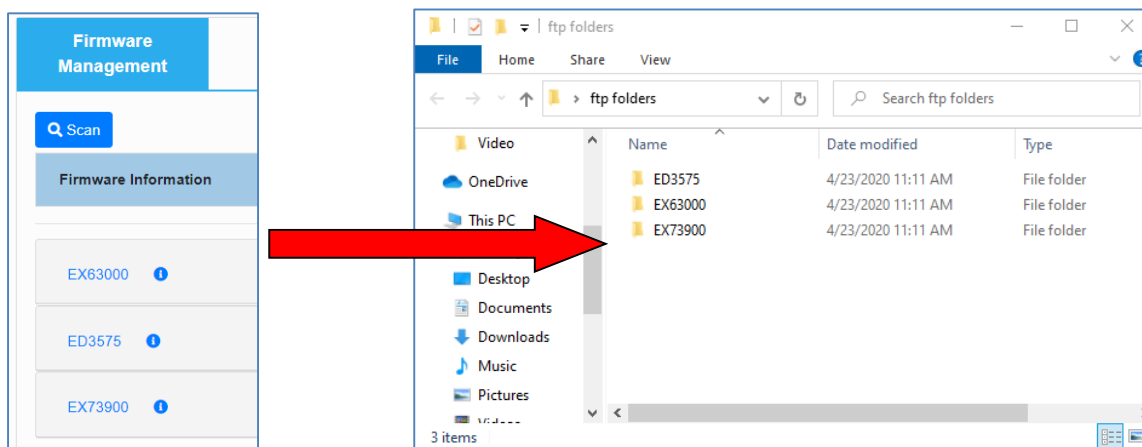 Firmware
Management
Scan
Firmware Information
EX63000
ED3575
EX73900
ftp folders
File Home Share View
ftp folders
Search ftp folders
Video
OneDrive
This PC
Desktop
Documents
Downloads
Music
Pictures
Videos
Name Date modified Type
ED3575 4/23/2020 11:11 AM File folder
EX63000 4/23/2020 11:11 AM File folder
EX73900 4/23/2020 11:11 AM File folder
3 items